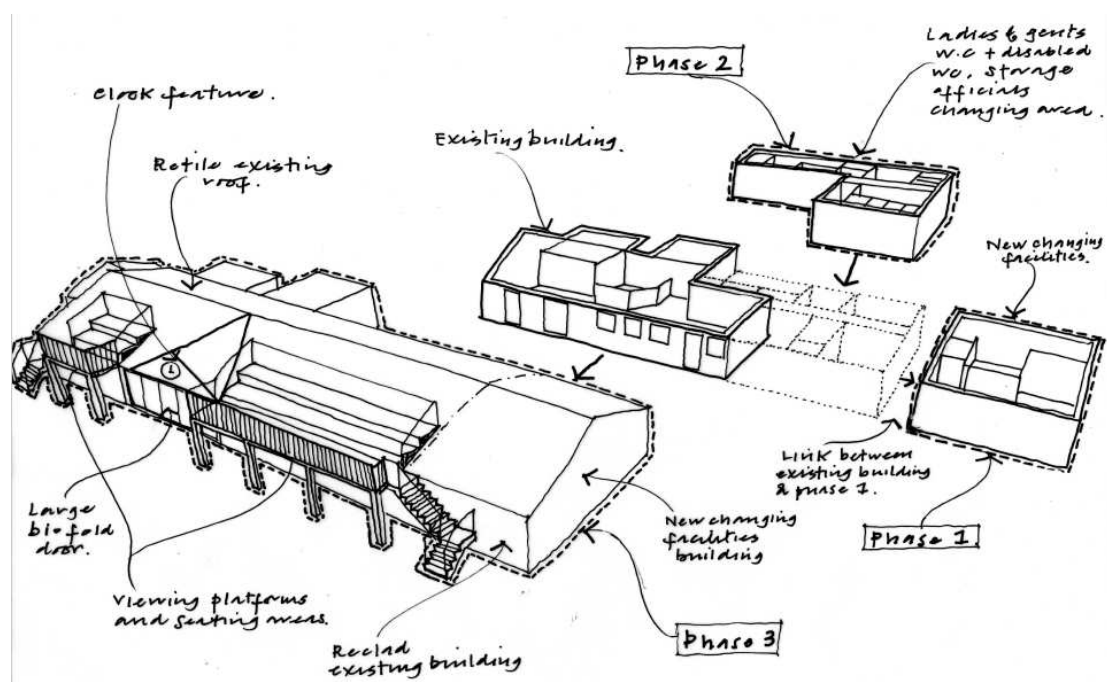 Phase 2
Ladies & gents
w.c + disabled
wc, storage
officials
changing area.
Clook feature.
Retile existing
roof.
Existing building.
New changing
facilities.
Link between
existing building
& phase 1.
Large
bi-fold
door.
New changing
facilities
building
Phase 1.
Viewing platforms
and seating areas.
Reclad
existing building
Phase 3